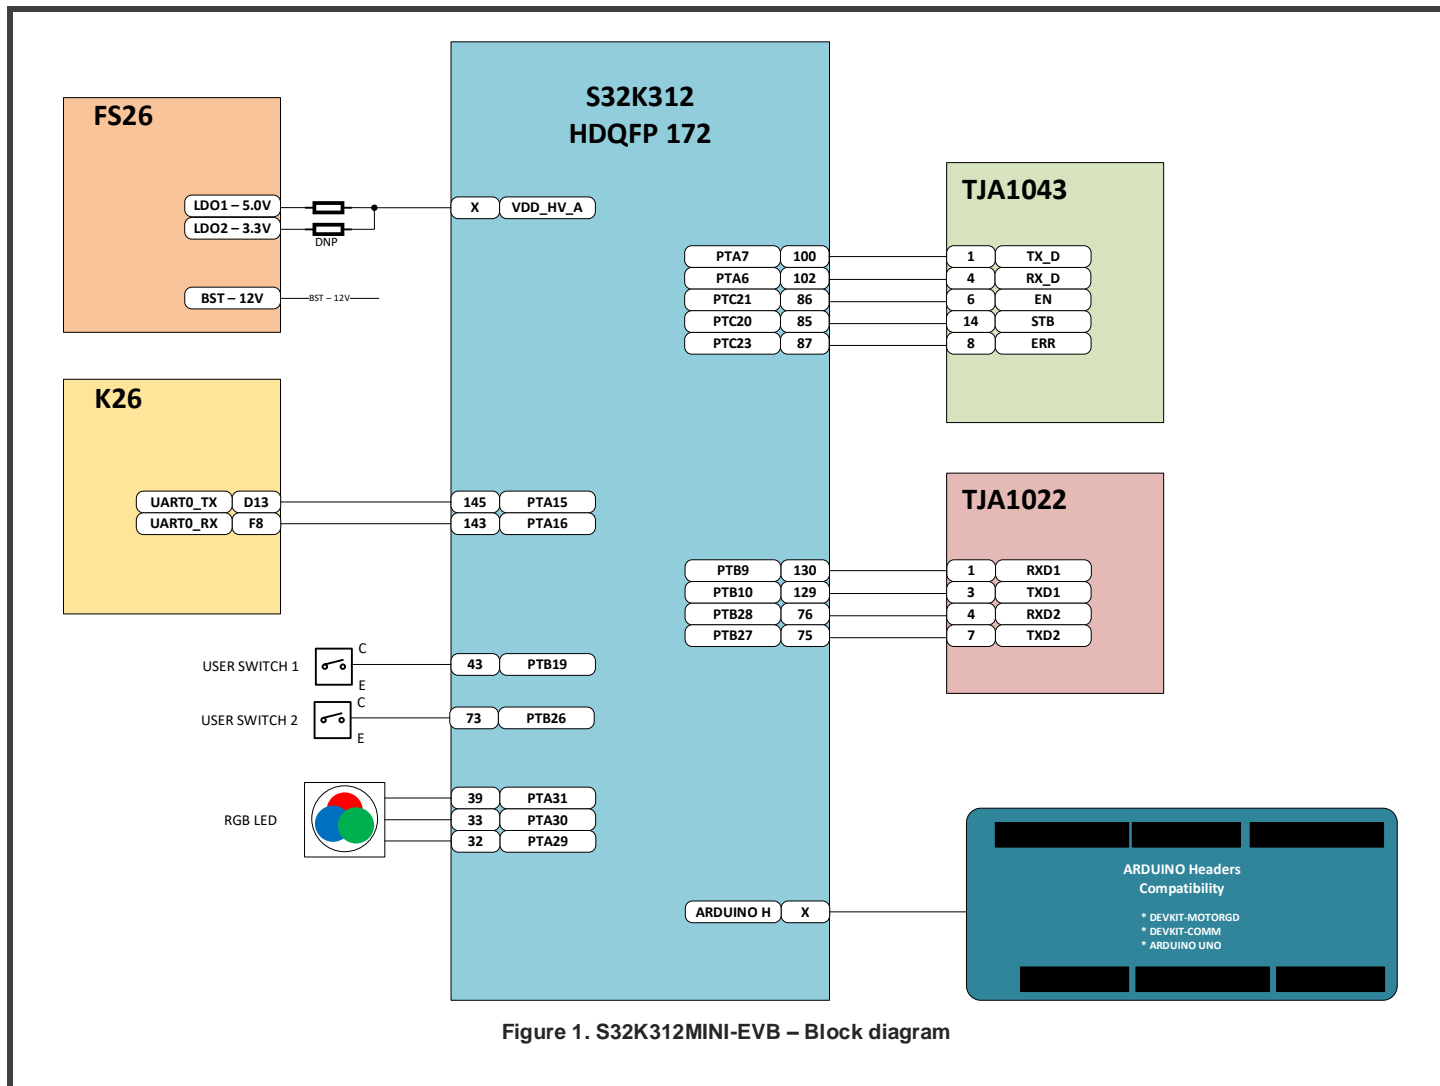 S32K312
HDQFP 172
FS26
LDO1 – 5.0V
LDO2 – 3.3V
DNP
BST – 12V
BST – 12V
X VDD_HV_A
K26
UART0_TX D13
UART0_RX F8
145 PTA15
143 PTA16
USER SWITCH 1
C
E
43 PTB19
USER SWITCH 2
C
E
73 PTB26
RGB LED
39 PTA31
33 PTA30
32 PTA29
TJA1043
PTA7 100 1 TX_D
PTA6 102 4 RX_D
PTC21 86 6 EN
PTC20 85 14 STB
PTC23 87 8 ERR
TJA1022
PTB9 130 1 RXD1
PTB10 129 3 TXD1
PTB28 76 4 RXD2
PTB27 75 7 TXD2
ARDUINO H X
ARDUINO Headers
Compatibility
* DEVKIT-MOTORGD
* DEVKIT-COMM
* ARDUINO UNO
Figure 1. S32K312MINI-EVB – Block diagram